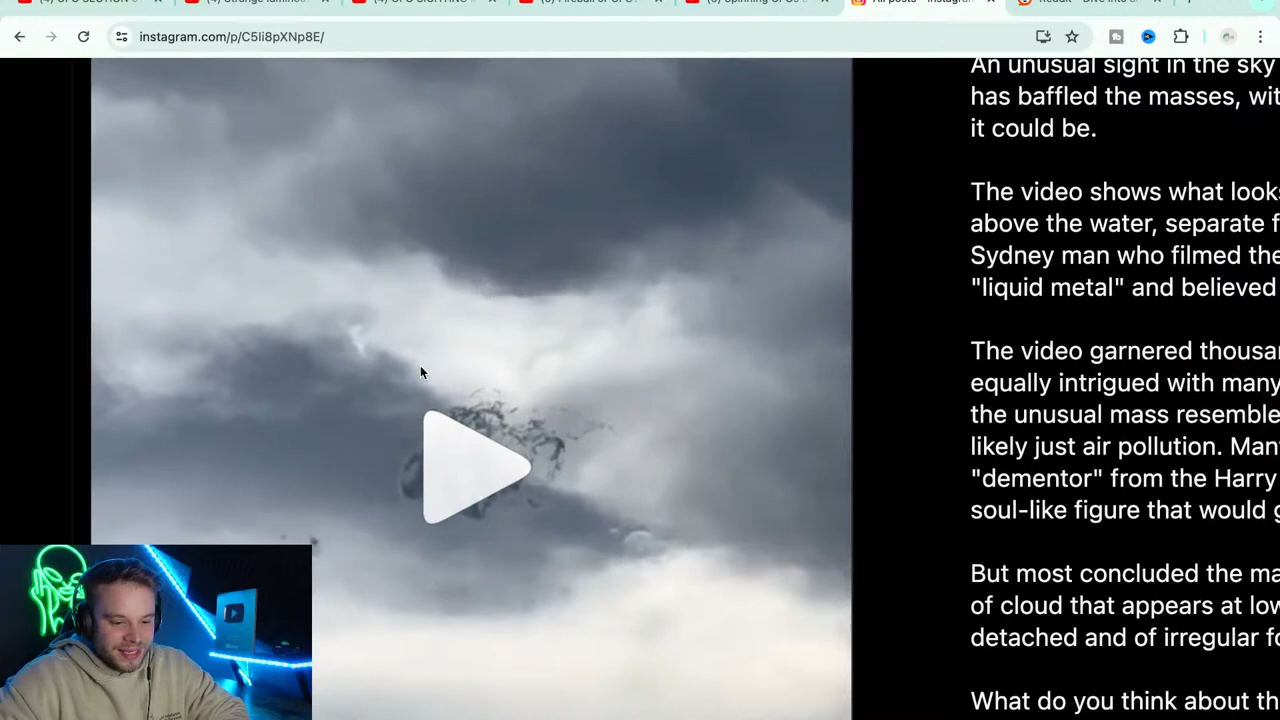 instagram.com/p/C5Ii8pXNp8E/
An unusual sight in the sky
has baffled the masses, wit
it could be.
The video shows what looks
above the water, separate f
Sydney man who filmed the
"liquid metal" and believed
The video garnered thousan
equally intrigued with many
the unusual mass resemble
likely just air pollution. Man
"dementor" from the Harry
soul-like figure that would g
But most concluded the ma
of cloud that appears at low
detached and of irregular fo
What do you think about th